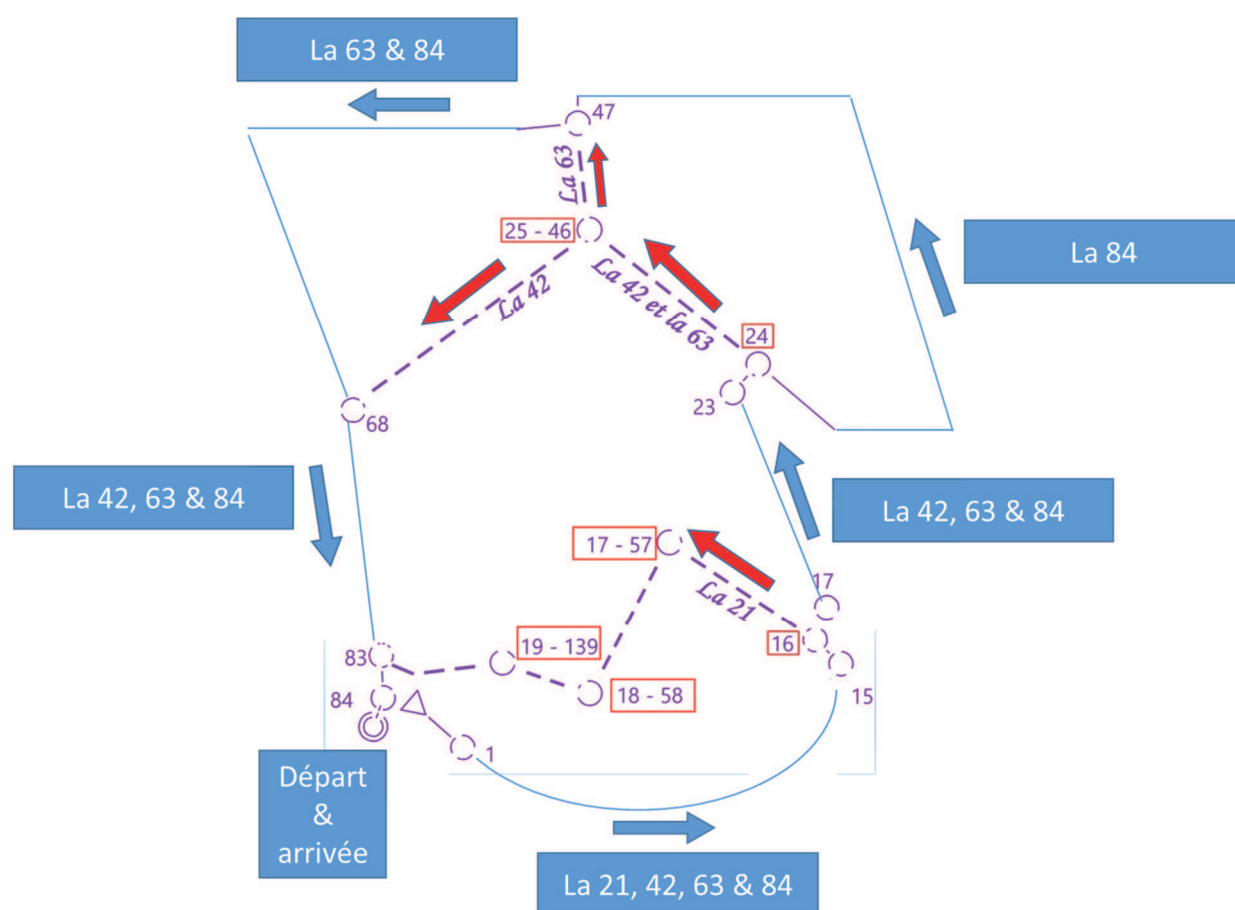 La 63 & 84
47
La 63
25 - 46
La 84
La 42
La 42 et la 63
24
23
68
La 42, 63 & 84
La 42, 63 & 84
17 - 57
17
La 21
16
19 - 139
83
15
18 - 58
84
1
Départ
&
arrivée
La 21, 42, 63 & 84